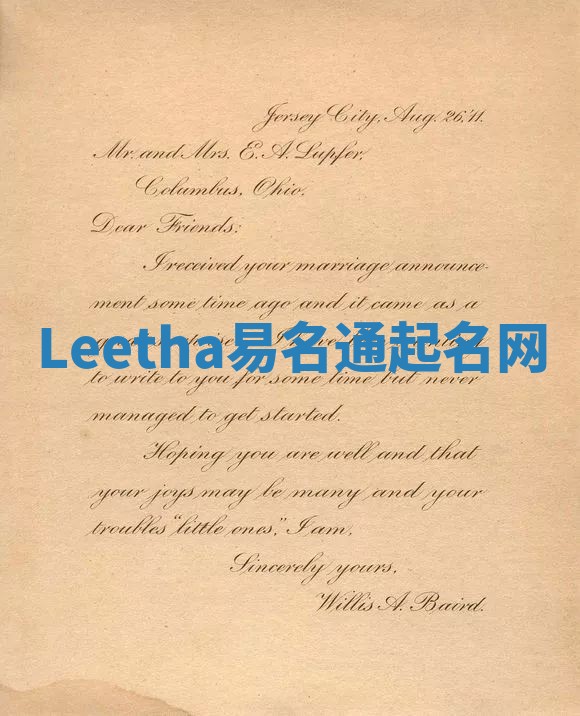 Jersey City, Aug. 26, '11.
Mr. and Mrs. E. A. Lupfer,
Columbus, Ohio.
Dear Friends:
I received your marriage announce-
ment some time ago and it came as a
Leetha易名通起名网
to write to you for some time but never
managed to get started.
Hoping you are well and that
your joys may be many and your
troubles "little ones," I am,
Sincerely yours,
Willis A. Baird.